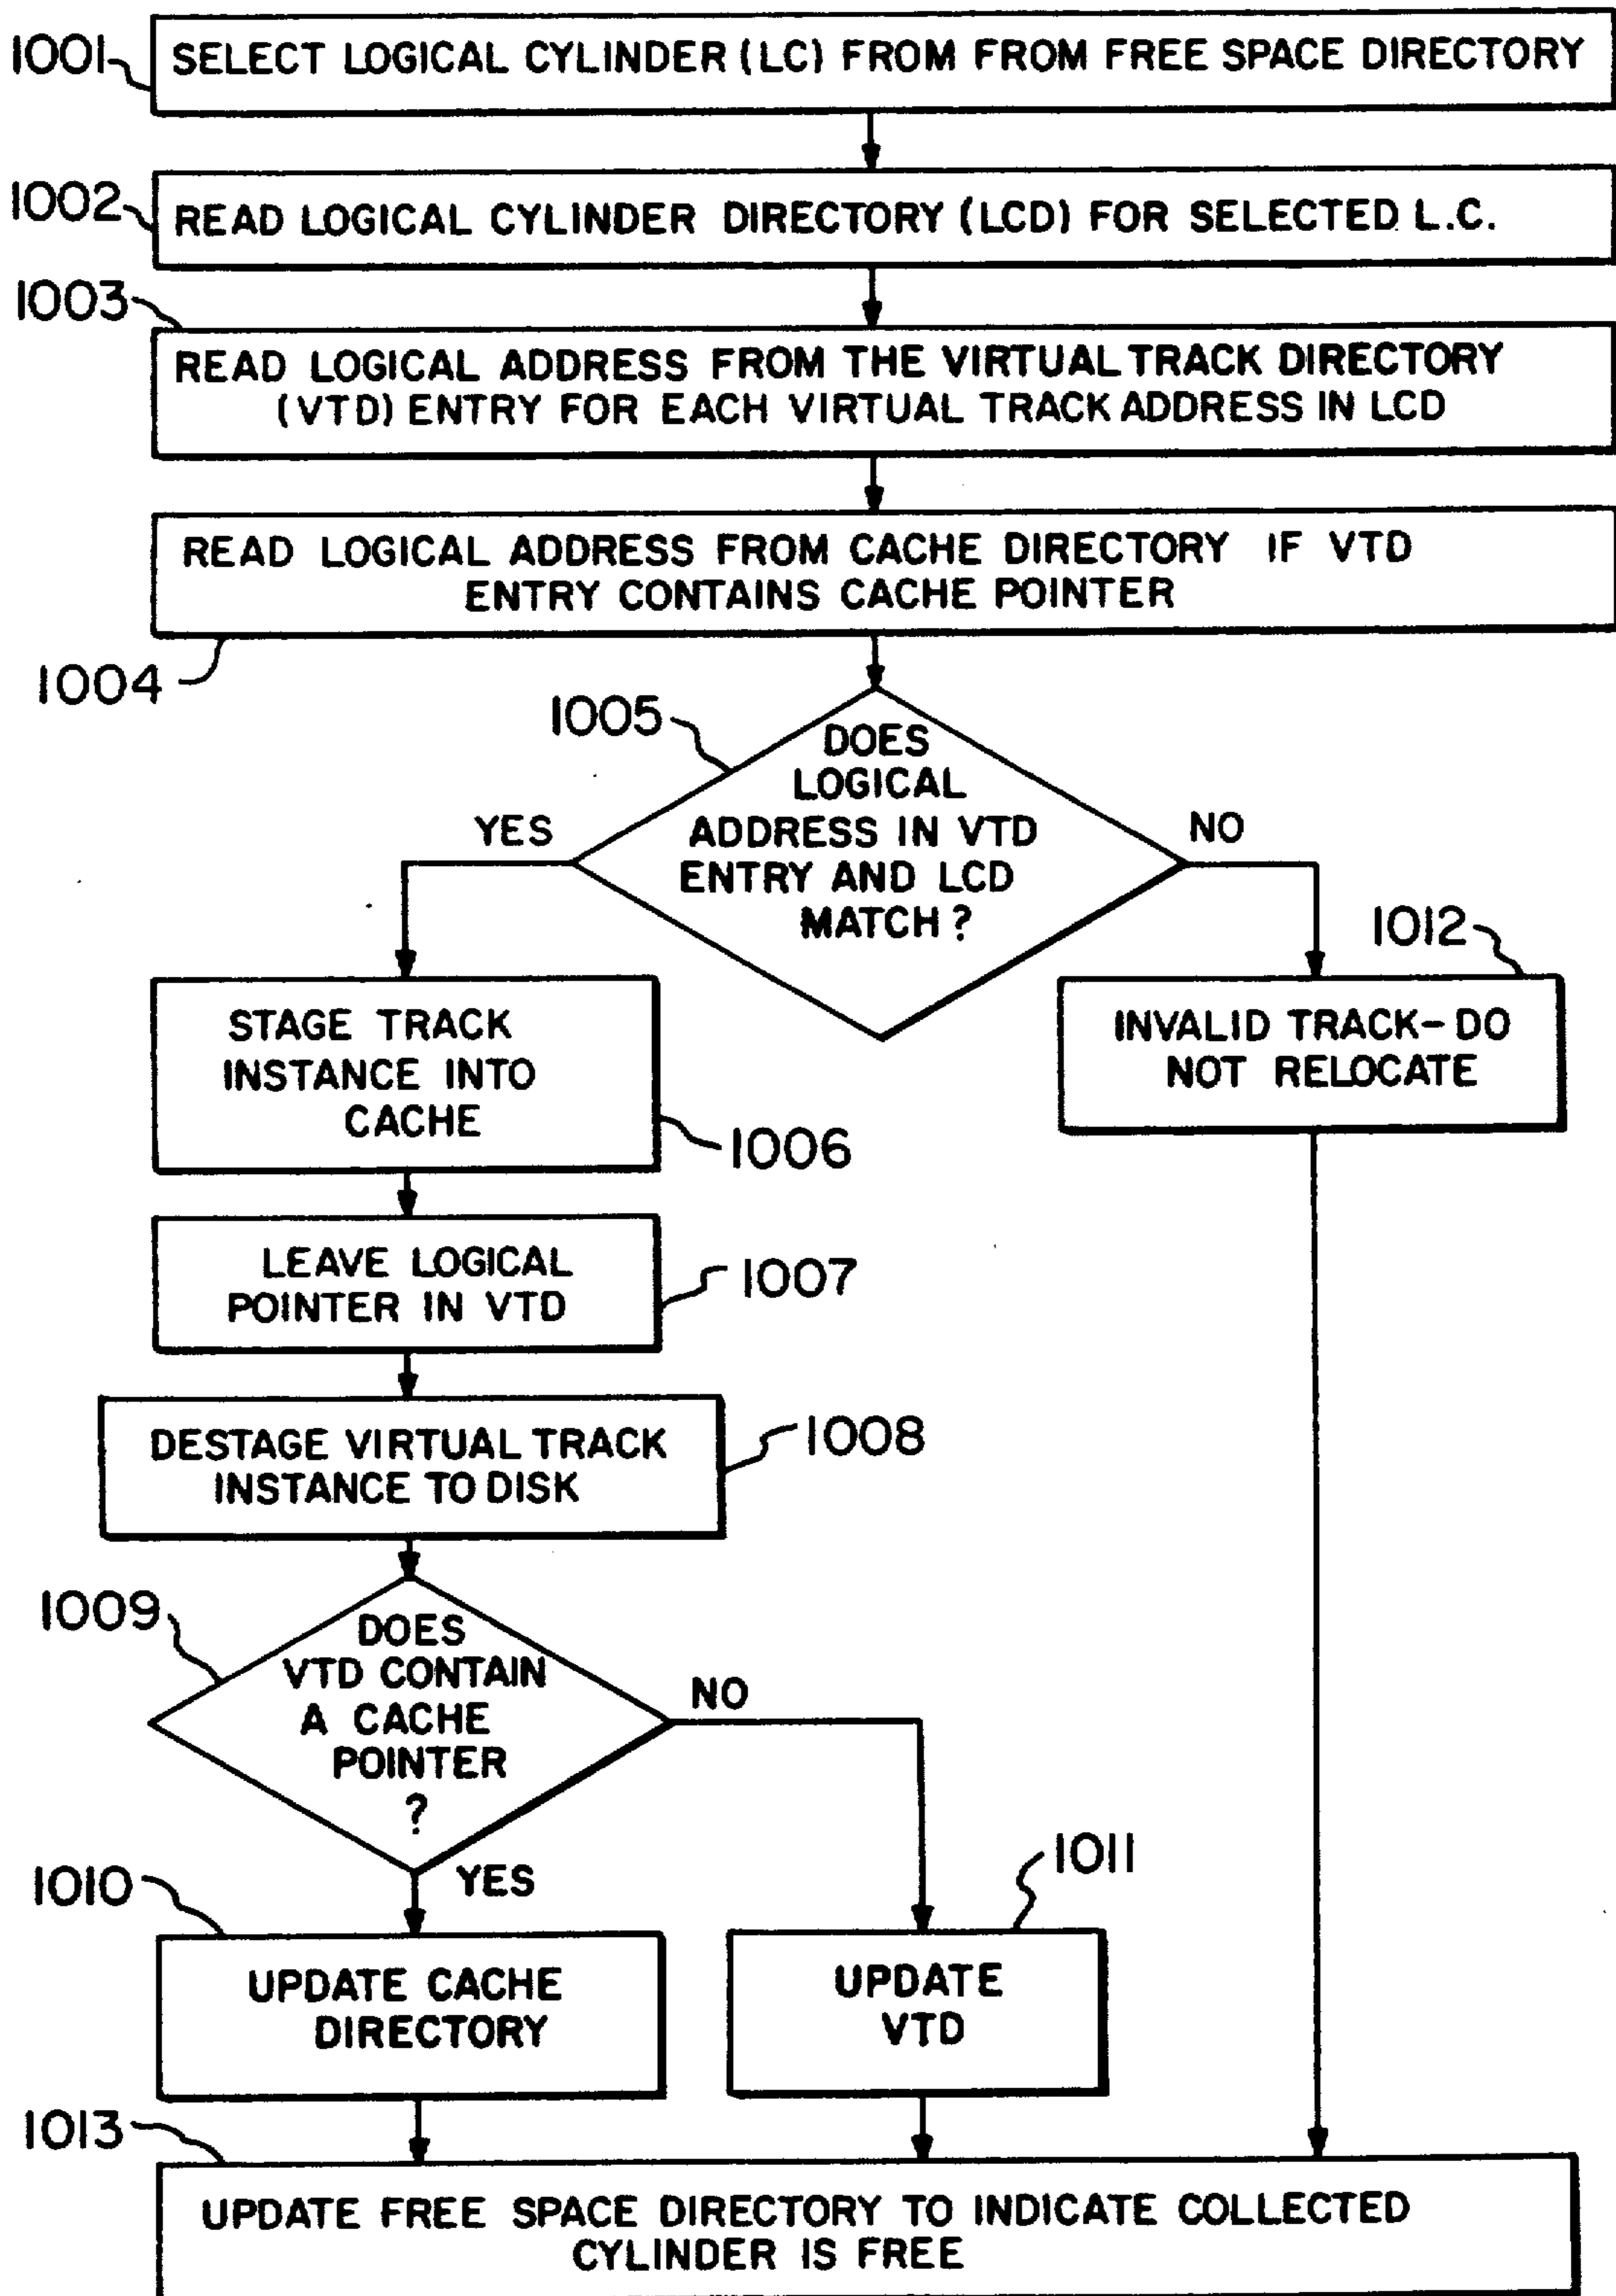 1001
SELECT LOGICAL CYLINDER (LC) FROM FROM FREE SPACE DIRECTORY
1002
READ LOGICAL CYLINDER DIRECTORY (LCD) FOR SELECTED L.C.
1003
READ LOGICAL ADDRESS FROM THE VIRTUAL TRACK DIRECTORY
(VTD) ENTRY FOR EACH VIRTUAL TRACK ADDRESS IN LCD
READ LOGICAL ADDRESS FROM CACHE DIRECTORY IF VTD
ENTRY CONTAINS CACHE POINTER
1004
1005
DOES
LOGICAL
ADDRESS IN VTD
ENTRY AND LCD
MATCH?
YES
NO
1012
STAGE TRACK
INSTANCE INTO
CACHE
1006
INVALID TRACK-DO
NOT RELOCATE
LEAVE LOGICAL
POINTER IN VTD
1007
DESTAGE VIRTUAL TRACK
INSTANCE TO DISK
1008
1009
DOES
VTD CONTAIN
A CACHE
POINTER
?
NO
YES
1010
1011
UPDATE CACHE
DIRECTORY
UPDATE
VTD
1013
UPDATE FREE SPACE DIRECTORY TO INDICATE COLLECTED
CYLINDER IS FREE